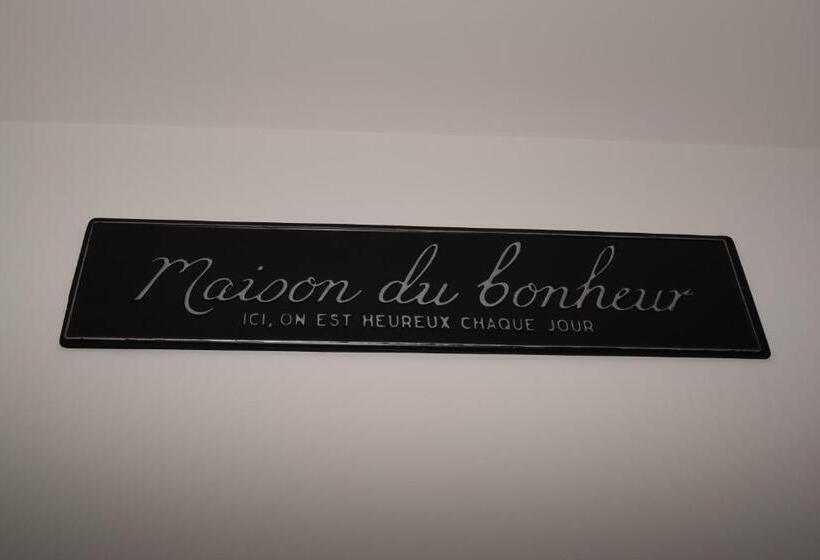 Maison du bonheur
ICI, ON EST HEUREUX CHAQUE JOUR